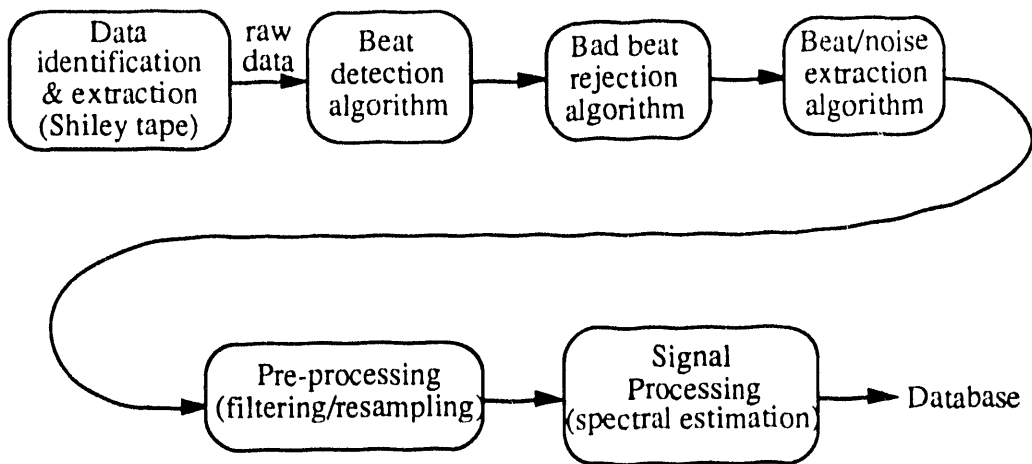 Data
identification
& extraction
(Shiley tape)
raw
data
Beat
detection
algorithm
Bad beat
rejection
algorithm
Beat/noise
extraction
algorithm
Pre-processing
(filtering/resampling)
Signal
Processing
(spectral estimation)
Database